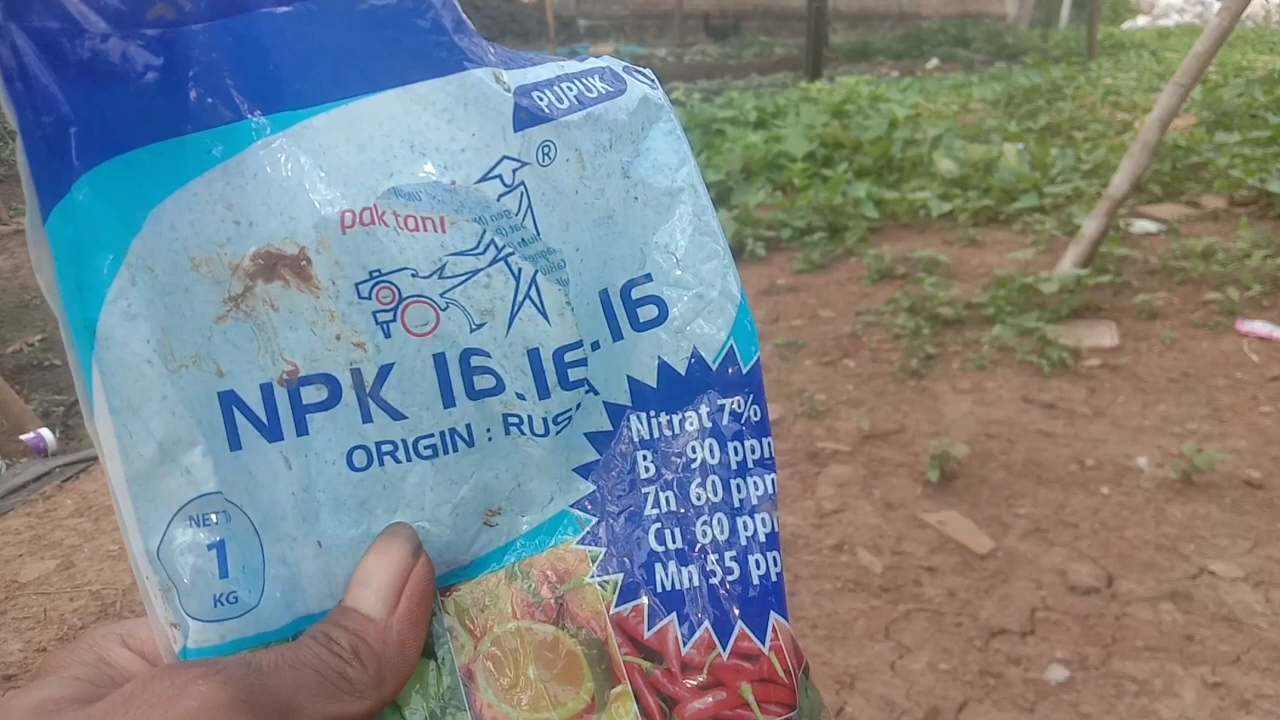 PUPUK
®
pak tani
NPK 16.16.16
ORIGIN : RUS
NETTO
1
KG
Nitrat 7%
B 90 ppm
Zn 60 ppm
Cu 60 ppm
Mn 55 pp